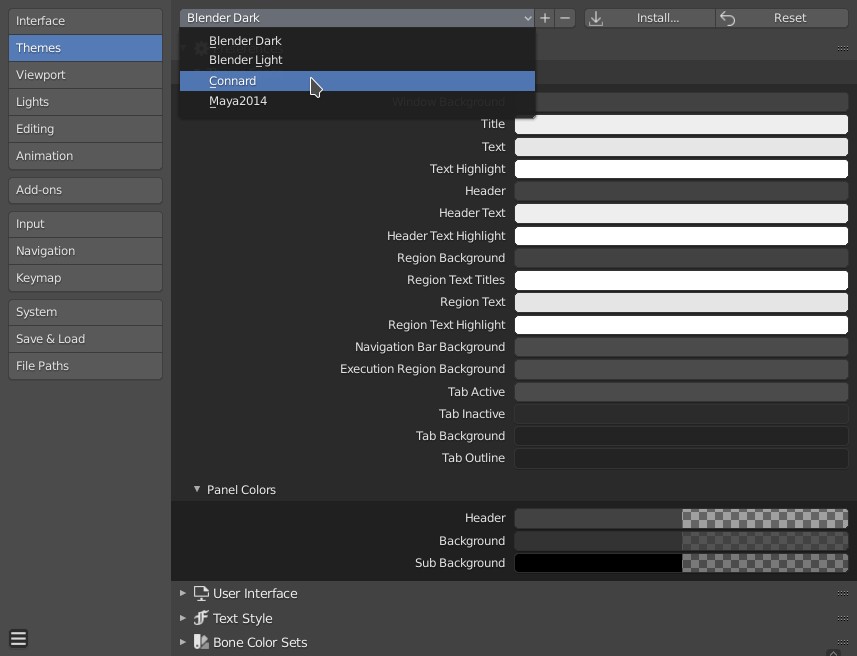 Interface
Themes
Viewport
Lights
Editing
Animation
Add-ons
Input
Navigation
Keymap
System
Save & Load
File Paths
Blender Dark
Install...
Reset
Blender Dark
Blender Light
Connard
Maya2014
Window Background
Title
Text
Text Highlight
Header
Header Text
Header Text Highlight
Region Background
Region Text Titles
Region Text
Region Text Highlight
Navigation Bar Background
Execution Region Background
Tab Active
Tab Inactive
Tab Background
Tab Outline
Panel Colors
Header
Background
Sub Background
User Interface
Text Style
Bone Color Sets